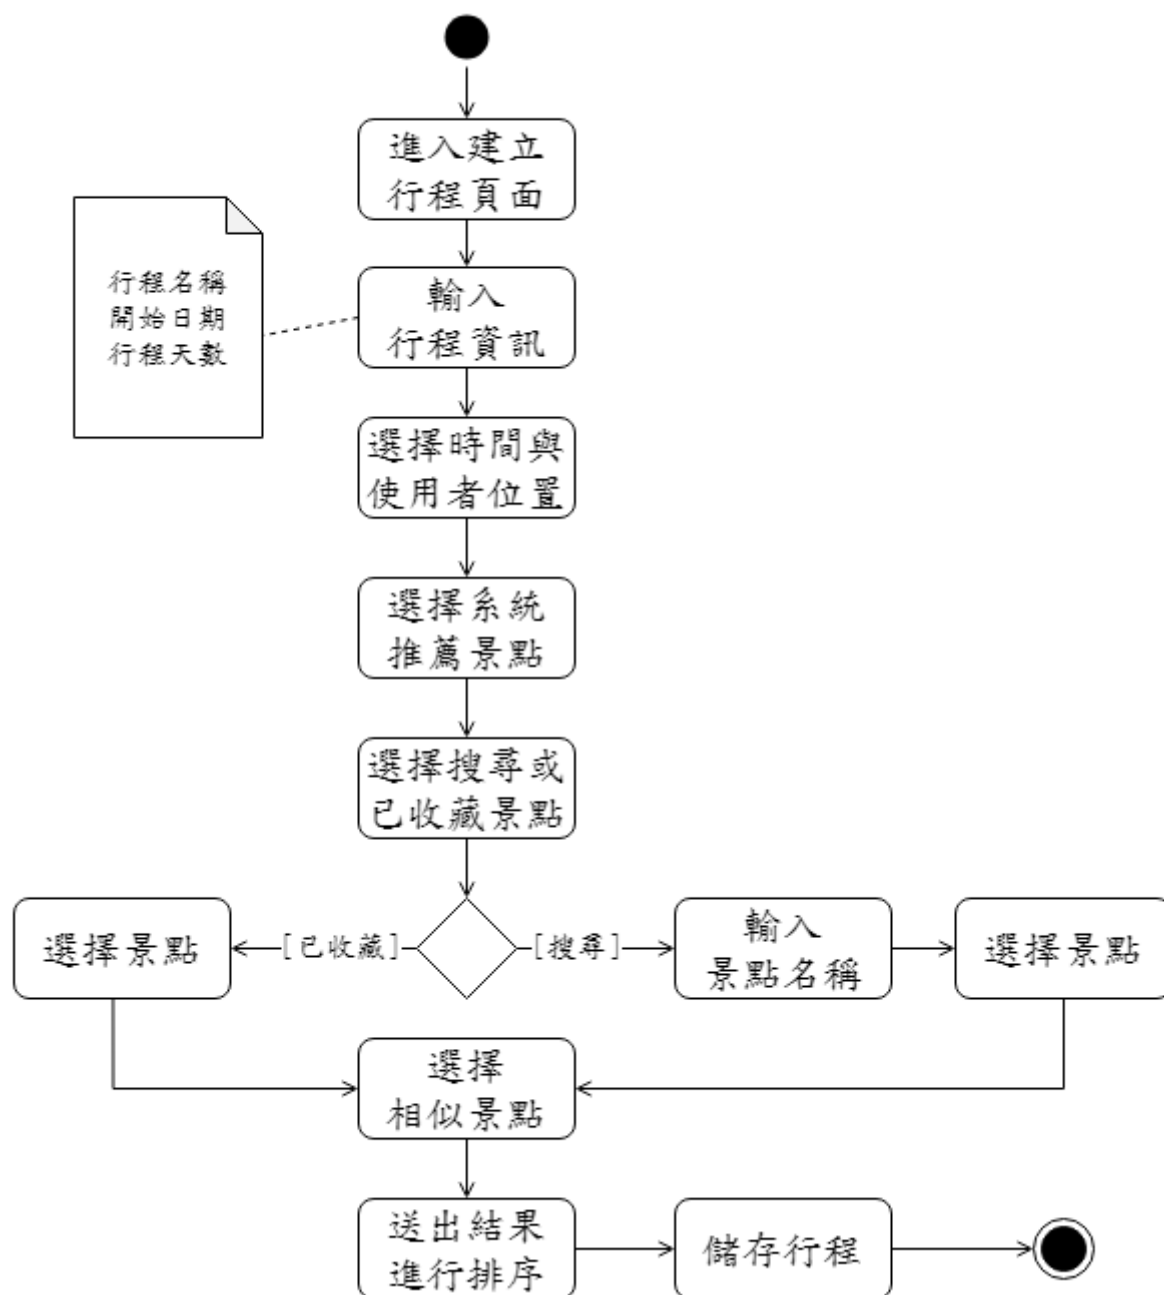 進入建立
行程頁面
行程名稱
開始日期
行程天數
輸入
行程資訊
選擇時間與
使用者位置
選擇系統
推薦景點
選擇搜尋或
已收藏景點
選擇景點
[已收藏]
[搜尋]
輸入
景點名稱
選擇景點
選擇
相似景點
送出結果
進行排序
儲存行程